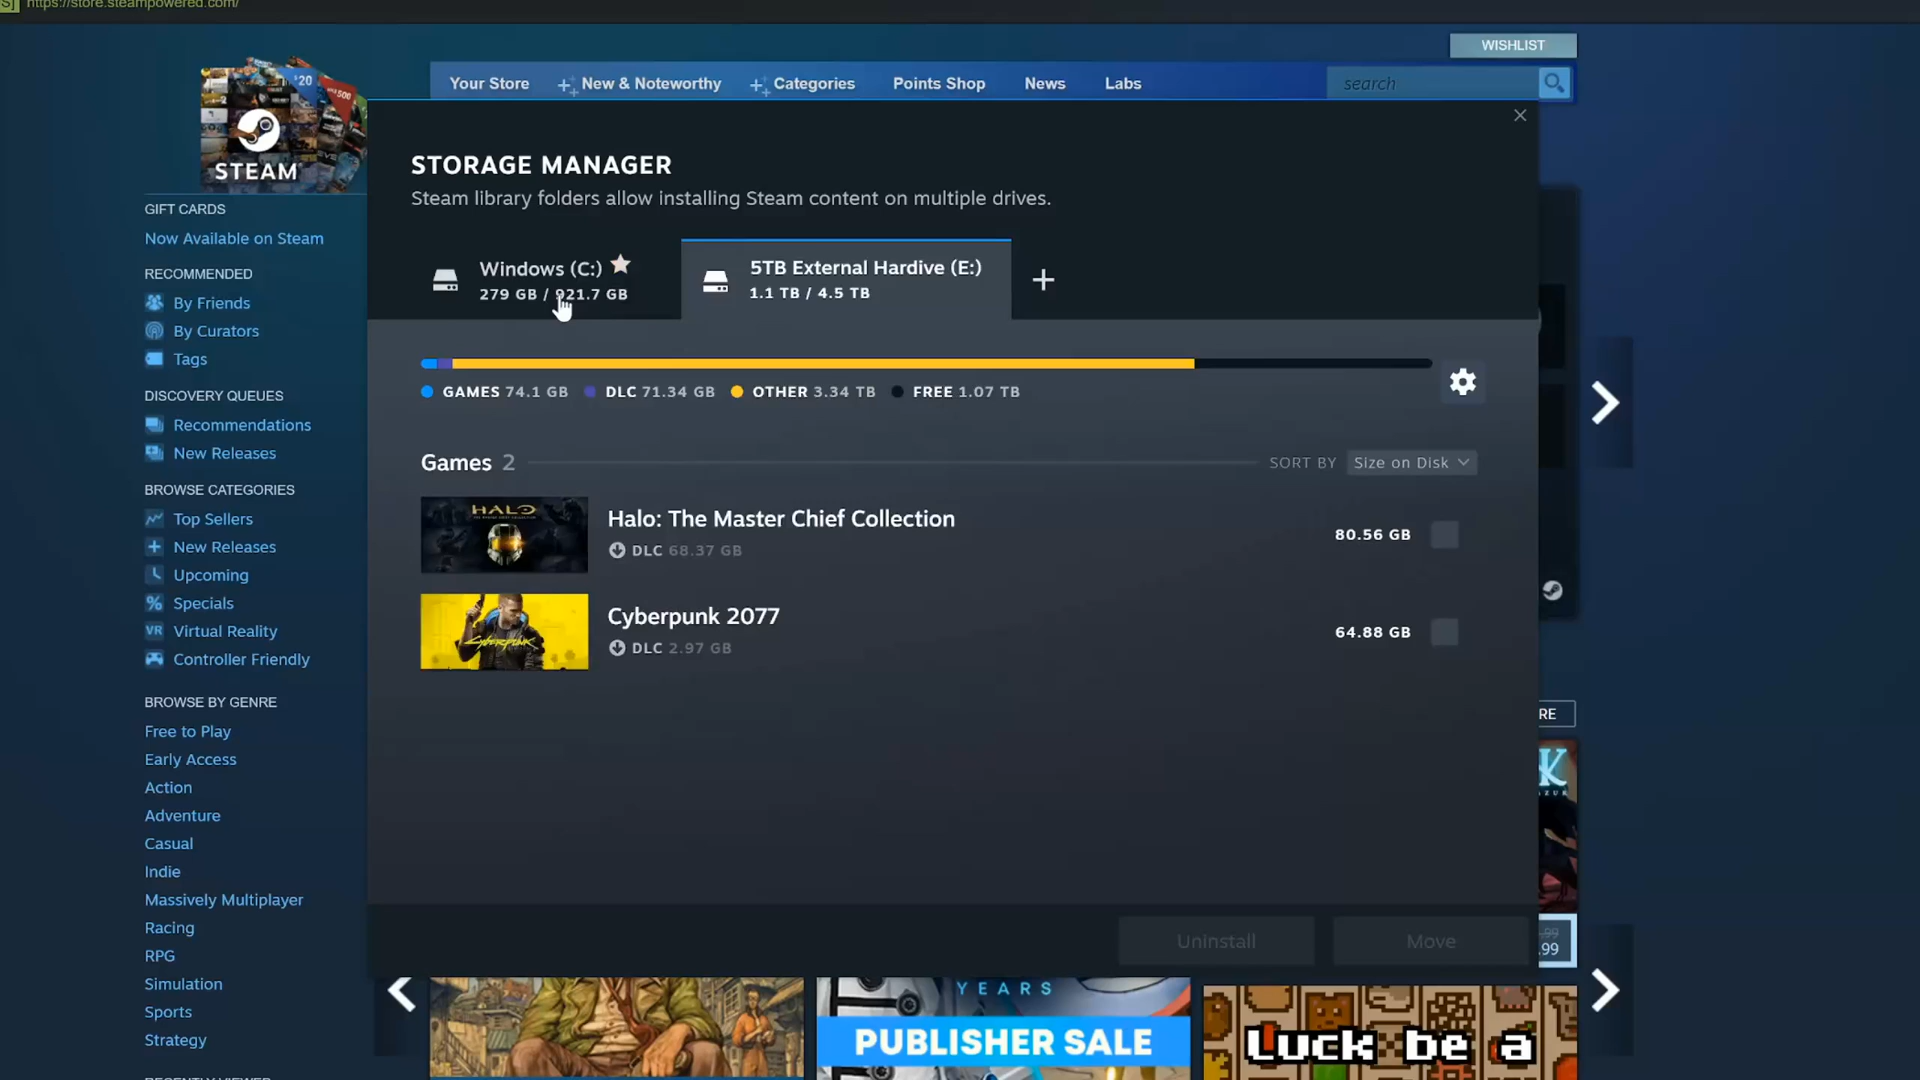 https://store.steampowered.com/
WISHLIST
Your Store New & Noteworthy Categories Points Shop News Labs search
$20
$500
STEAM
GIFT CARDS
Now Available on Steam
RECOMMENDED
By Friends
By Curators
Tags
DISCOVERY QUEUES
Recommendations
New Releases
BROWSE CATEGORIES
Top Sellers
New Releases
Upcoming
Specials
VR Virtual Reality
Controller Friendly
BROWSE BY GENRE
Free to Play
Early Access
Action
Adventure
Casual
Indie
Massively Multiplayer
Racing
RPG
Simulation
Sports
Strategy
STORAGE MANAGER
Steam library folders allow installing Steam content on multiple drives.
Windows (C:)
279 GB / 921.7 GB
5TB External Hardive (E:)
1.1 TB / 4.5 TB
GAMES 74.1 GB DLC 71.34 GB OTHER 3.34 TB FREE 1.07 TB
Games 2
SORT BY Size on Disk
HALO
Halo: The Master Chief Collection
DLC 68.37 GB
80.56 GB
Cyberpunk
Cyberpunk 2077
DLC 2.97 GB
64.88 GB
Uninstall Move
RE
K
.99
.99
YEARS
PUBLISHER SALE
Luck be a